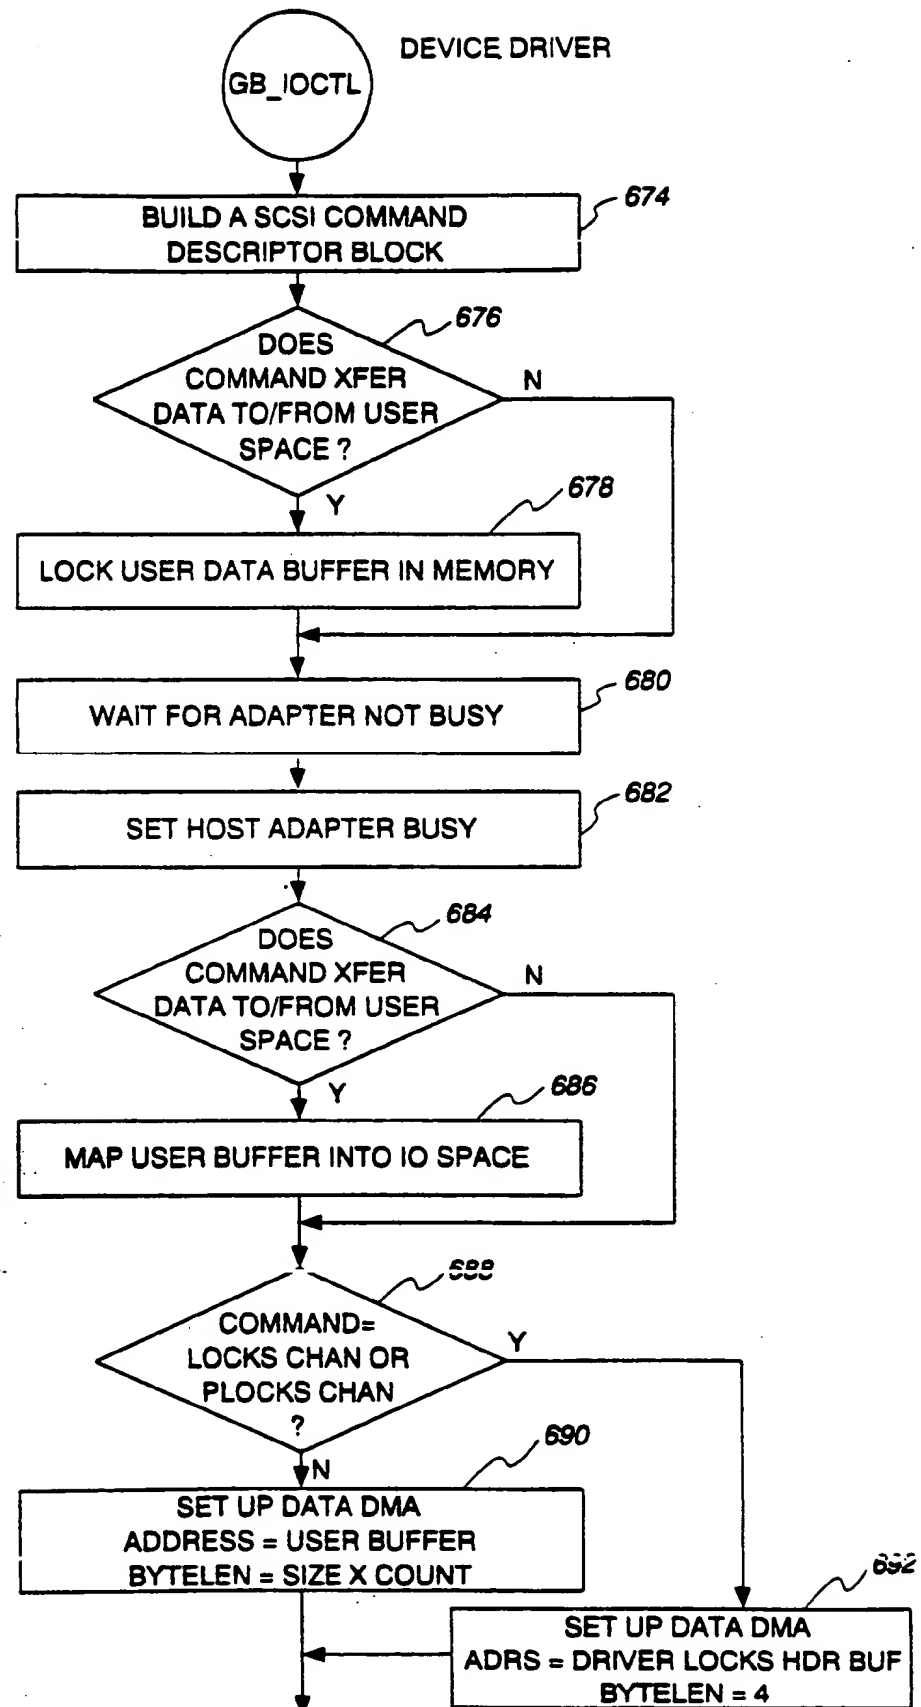 DEVICE DRIVER
GB_IOCTL
674
BUILD A SCSI COMMAND
DESCRIPTOR BLOCK
676
DOES
COMMAND XFER
DATA TO/FROM USER
SPACE ?
N
Y
678
LOCK USER DATA BUFFER IN MEMORY
680
WAIT FOR ADAPTER NOT BUSY
682
SET HOST ADAPTER BUSY
684
DOES
COMMAND XFER
DATA TO/FROM USER
SPACE ?
N
Y
686
MAP USER BUFFER INTO IO SPACE
688
COMMAND=
LOCKS CHAN OR
PLOCKS CHAN
?
Y
N
690
SET UP DATA DMA
ADDRESS = USER BUFFER
BYTELEN = SIZE X COUNT
692
SET UP DATA DMA
ADRS = DRIVER LOCKS HDR BUF
BYTELEN = 4